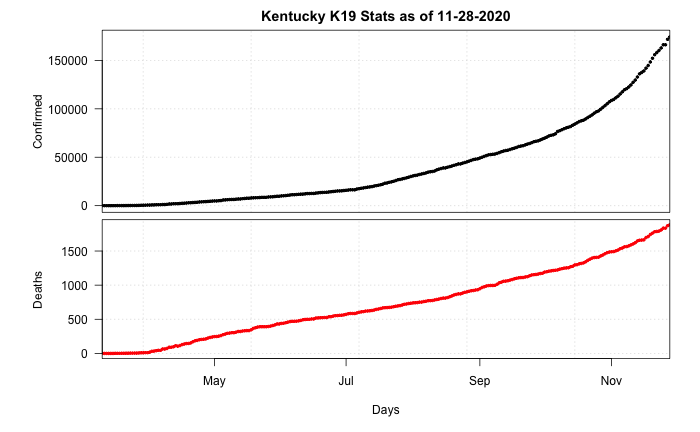 Kentucky K19 Stats as of 11-28-2020
Confirmed
150000
100000
50000
0
Deaths
1500
1000
500
0
May Jul Sep Nov
Days